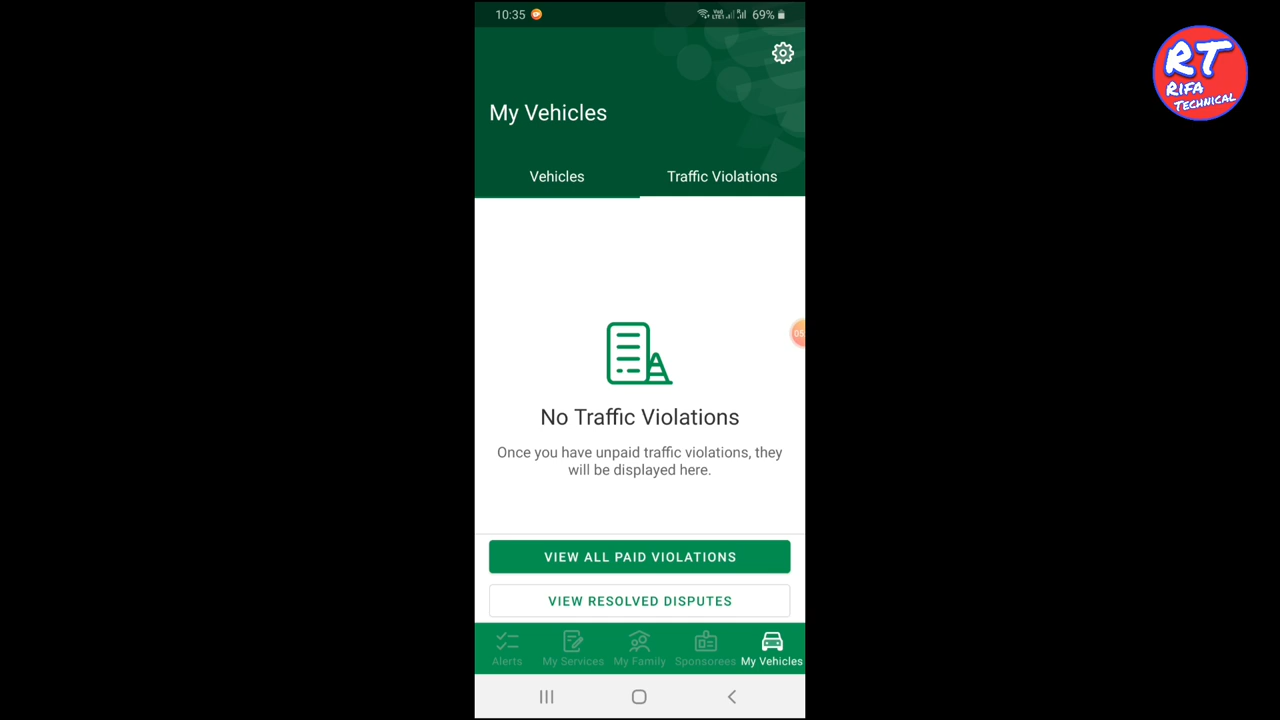 10:35
69%
RT
RIFA
TECHNICAL
My Vehicles
Vehicles
Traffic Violations
No Traffic Violations
Once you have unpaid traffic violations, they
will be displayed here.
VIEW ALL PAID VIOLATIONS
VIEW RESOLVED DISPUTES
Alerts
My Services
My Family
Sponsorees
My Vehicles